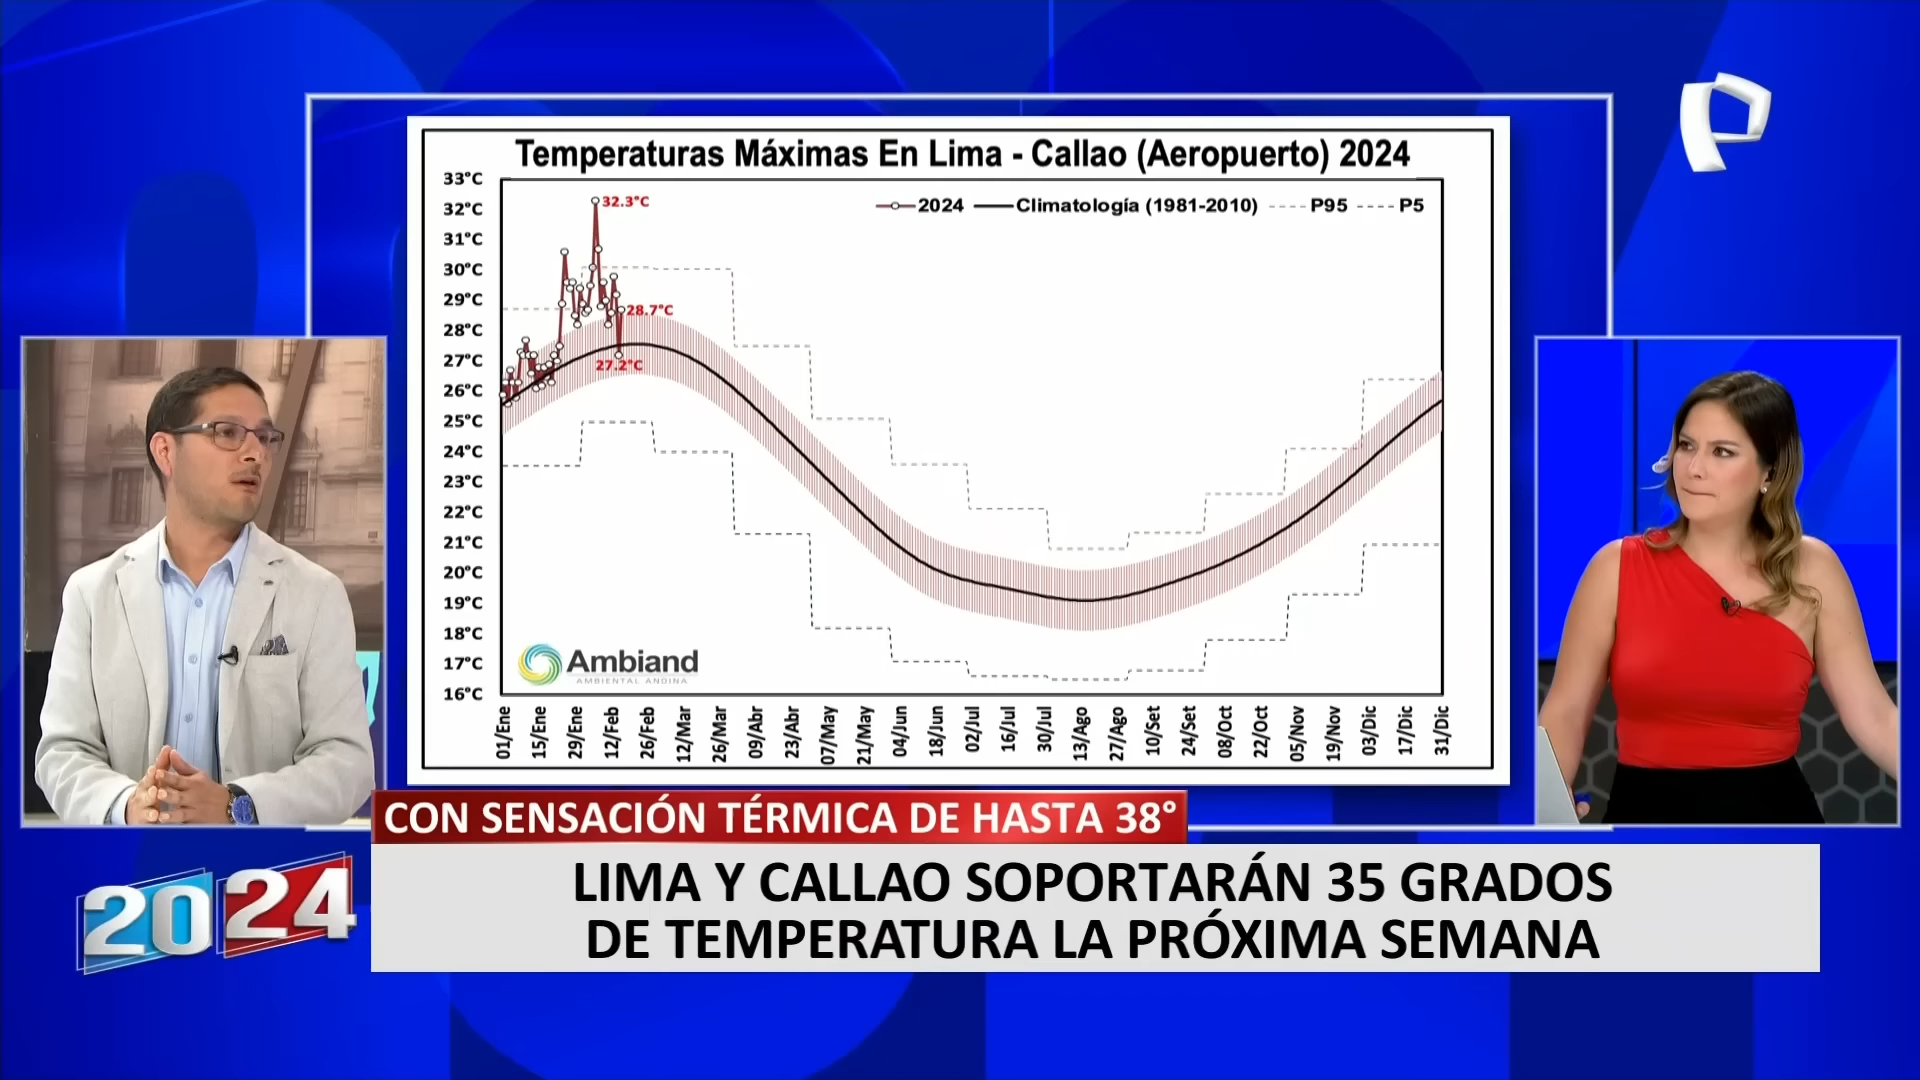 Temperaturas Máximas En Lima - Callao (Aeropuerto) 2024
33°C
32°C
31°C
30°C
29°C
28°C
27°C
26°C
25°C
24°C
23°C
22°C
21°C
20°C
19°C
18°C
17°C
16°C
2024
Climatología (1981-2010)
P95
P5
32.3°C
28.7°C
27.2°C
Ambiand
AMBIENTAL ANDINA
01/Ene
15/Ene
29/Ene
12/Feb
26/Feb
12/Mar
26/Mar
09/Abr
23/Abr
07/May
21/May
04/Jun
18/Jun
02/Jul
16/Jul
30/Jul
13/Ago
27/Ago
10/Set
24/Set
08/Oct
22/Oct
05/Nov
19/Nov
03/Dic
17/Dic
31/Dic
CON SENSACIÓN TÉRMICA DE HASTA 38°
2024
LIMA Y CALLAO SOPORTARÁN 35 GRADOS
DE TEMPERATURA LA PRÓXIMA SEMANA